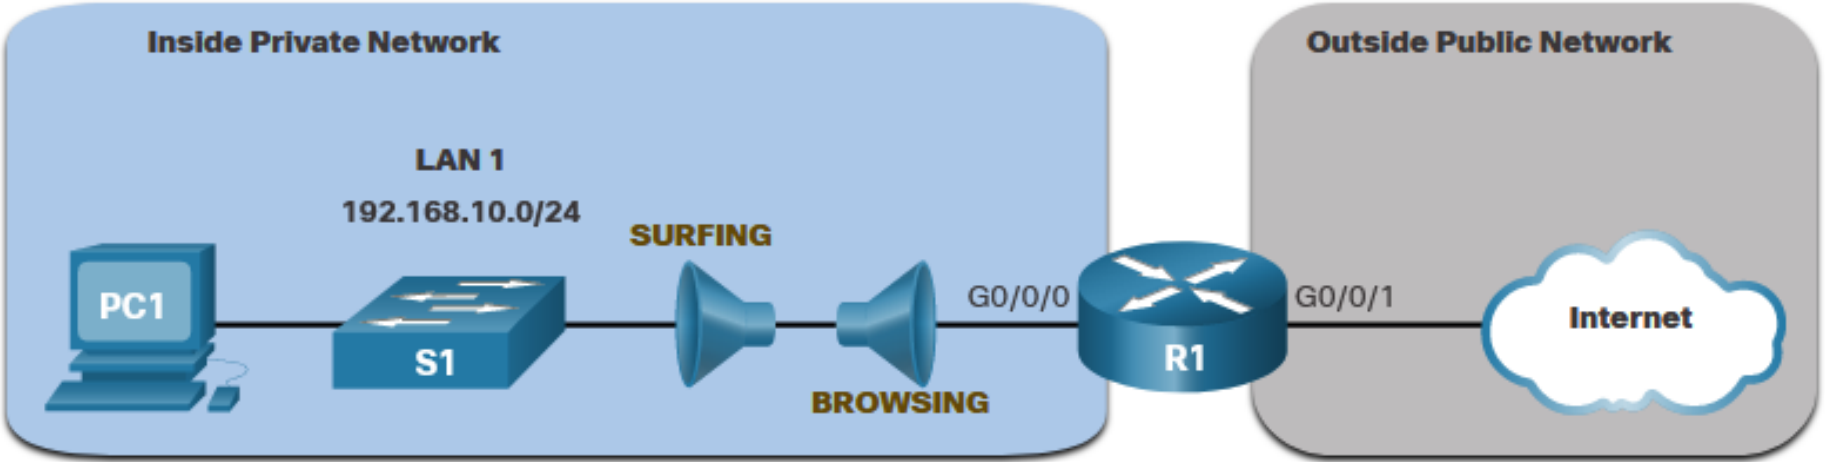 Inside Private Network
Outside Public Network
LAN 1
192.168.10.0/24
SURFING
PC1
S1
G0/0/0
R1
G0/0/1
Internet
BROWSING